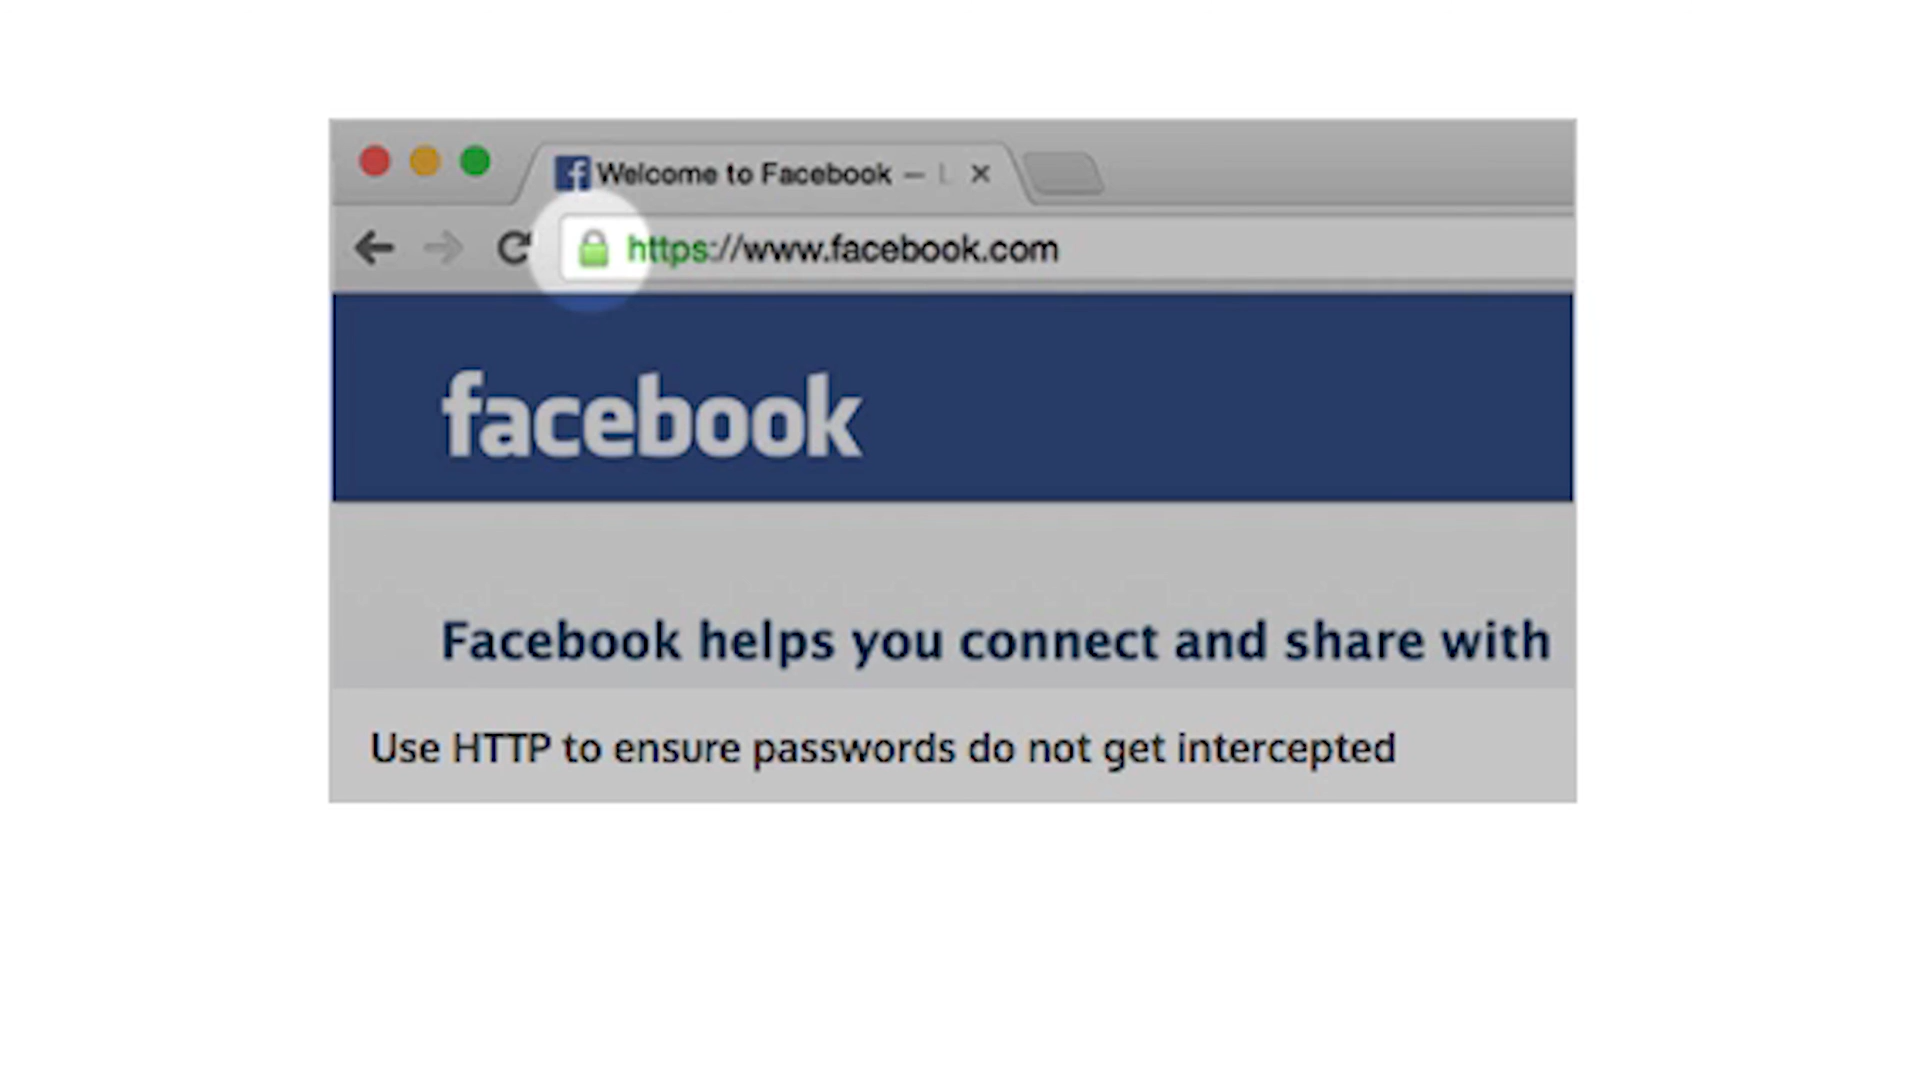 Welcome to Facebook –
https://www.facebook.com
facebook
Facebook helps you connect and share with
Use HTTP to ensure passwords do not get intercepted